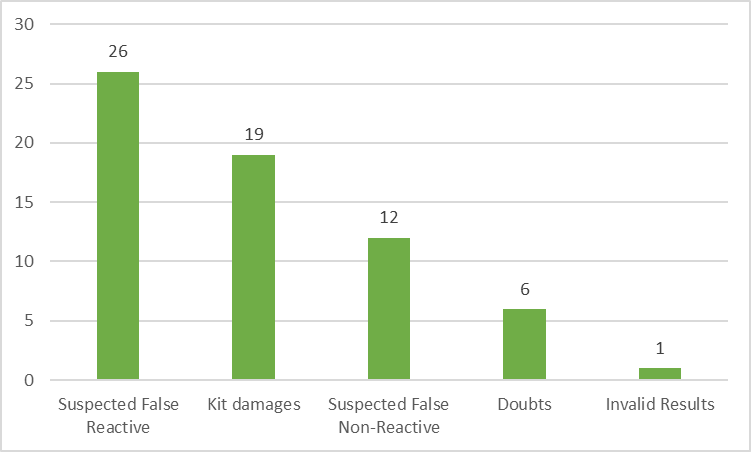 30
25
20
15
10
5
0
26
19
12
6
1
Suspected False
Reactive
Kit damages
Suspected False
Non-Reactive
Doubts
Invalid Results